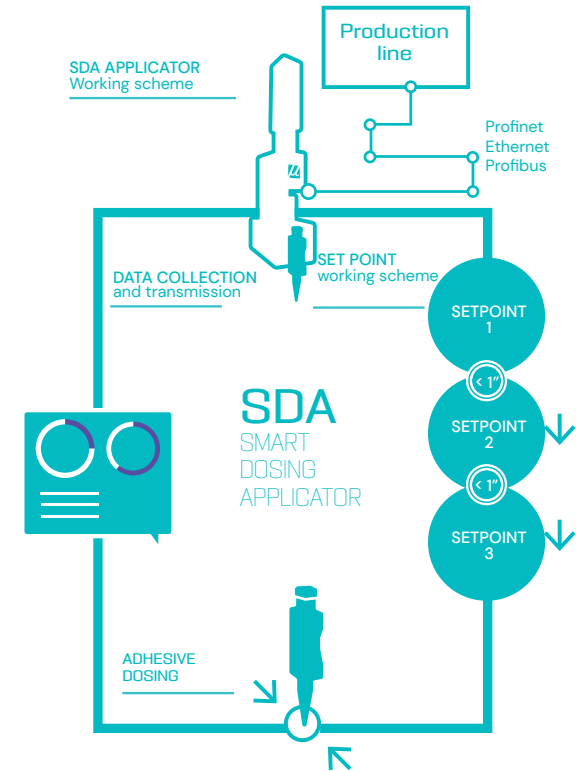 Production
line
SDA APPLICATOR
Working scheme
Profinet
Ethernet
Profibus
DATA COLLECTION
and transmission
SET POINT
working scheme
SETPOINT
1
< 1"
SETPOINT
2
< 1"
SETPOINT
3
SDA
SMART
DOSING
APPLICATOR
ADHESIVE
DOSING